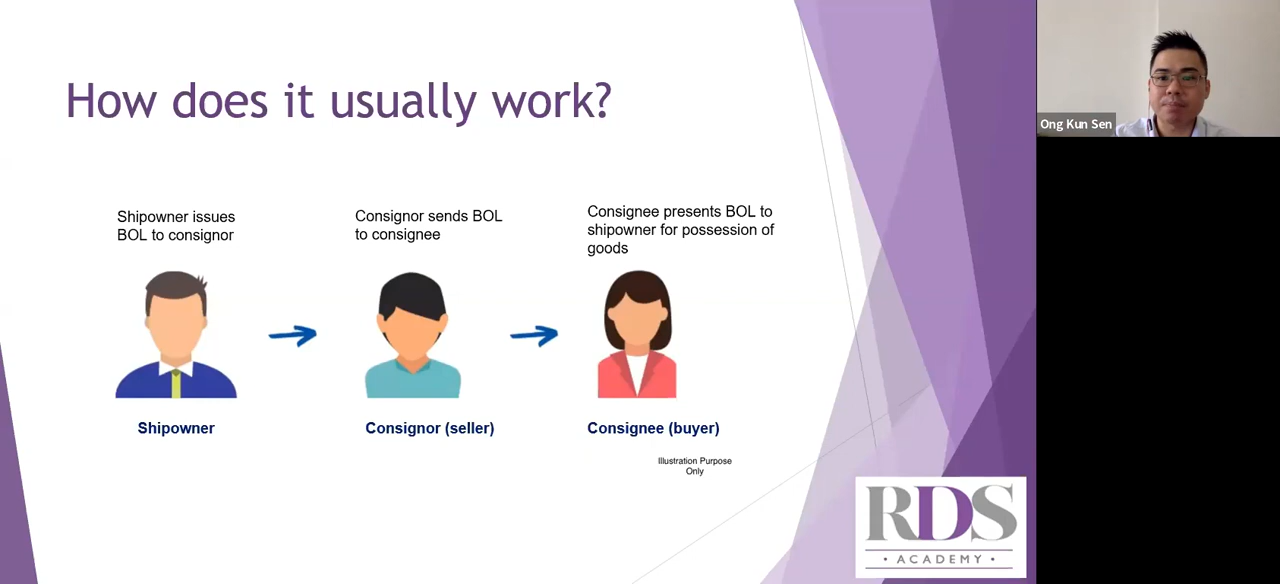 How does it usually work?
Shipowner issues
BOL to consignor
Consignor sends BOL
to consignee
Consignee presents BOL to
shipowner for possession of
goods
Shipowner
Consignor (seller)
Consignee (buyer)
Illustration Purpose
Only
RDS
• ACADEMY •
Ong Kun Sen